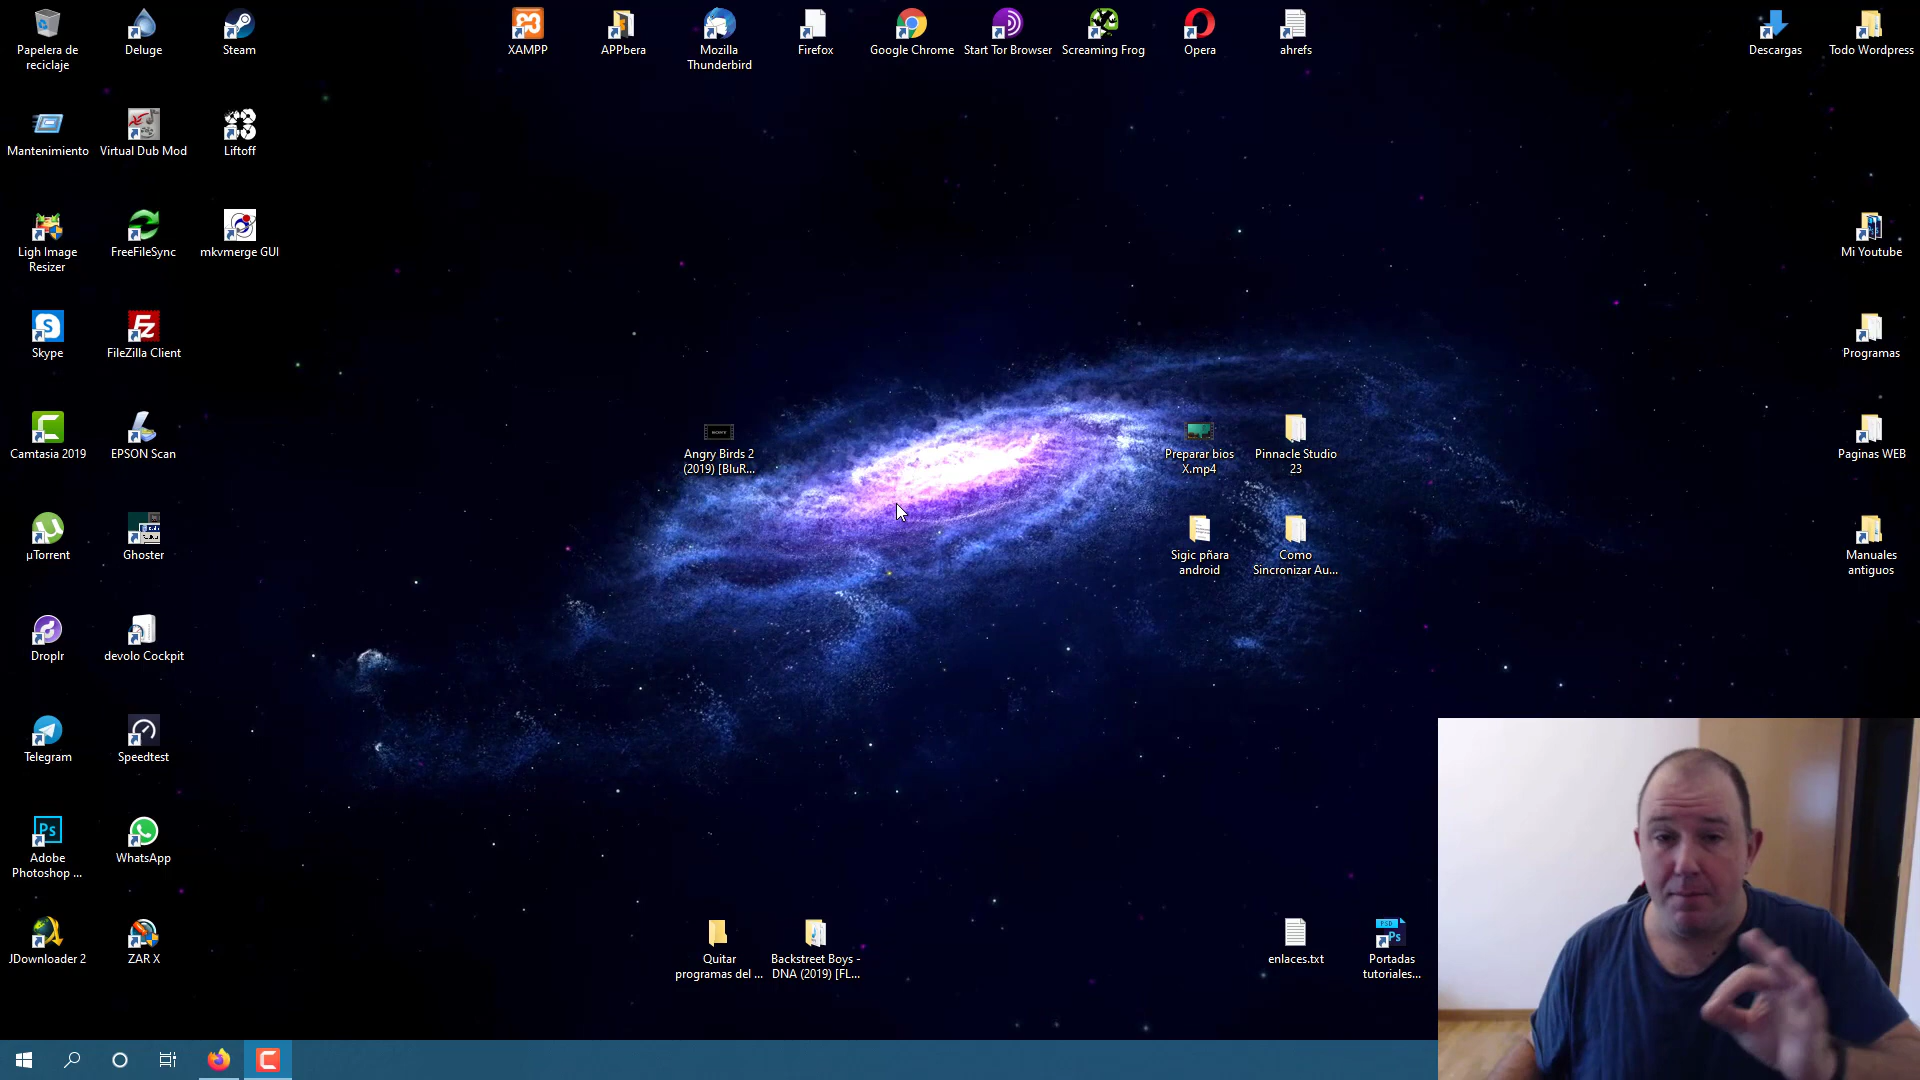 Papelera de
reciclaje
Deluge
Steam
XAMPP
APPbera
Mozilla
Thunderbird
Firefox
Google Chrome
Start Tor Browser
Screaming Frog
Opera
ahrefs
Descargas
Todo Wordpress
Mantenimiento
Virtual Dub Mod
Liftoff
Ligh Image
Resizer
FreeFileSync
mkvmerge GUI
Mi Youtube
Skype
FileZilla Client
Programas
Camtasia 2019
EPSON Scan
Angry Birds 2
(2019) [BluR...
Preparar bios
X.mp4
Pinnacle Studio
23
Paginas WEB
µTorrent
Ghoster
Sigic pñara
android
Como
Sincronizar Au...
Manuales
antiguos
Droplr
devolo Cockpit
Telegram
Speedtest
Adobe
Photoshop ...
WhatsApp
JDownloader 2
ZAR X
Quitar
programas del ...
Backstreet Boys -
DNA (2019) [FL...
enlaces.txt
Portadas
tutoriales...